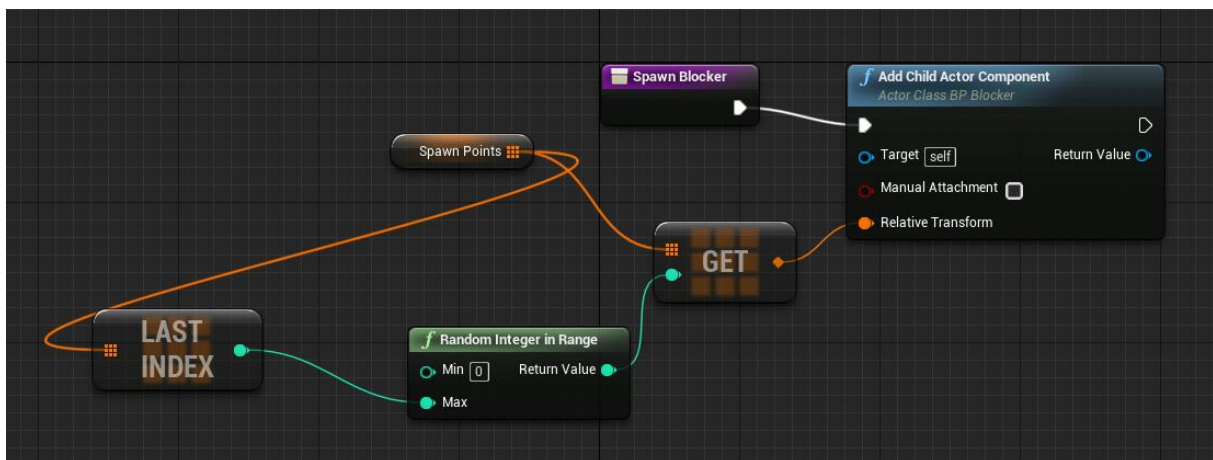 Spawn Blocker
f Add Child Actor Component
Actor Class BP Blocker
Spawn Points
Target self
Return Value
Manual Attachment
Relative Transform
GET
LAST
INDEX
f Random Integer in Range
Min 0
Return Value
Max